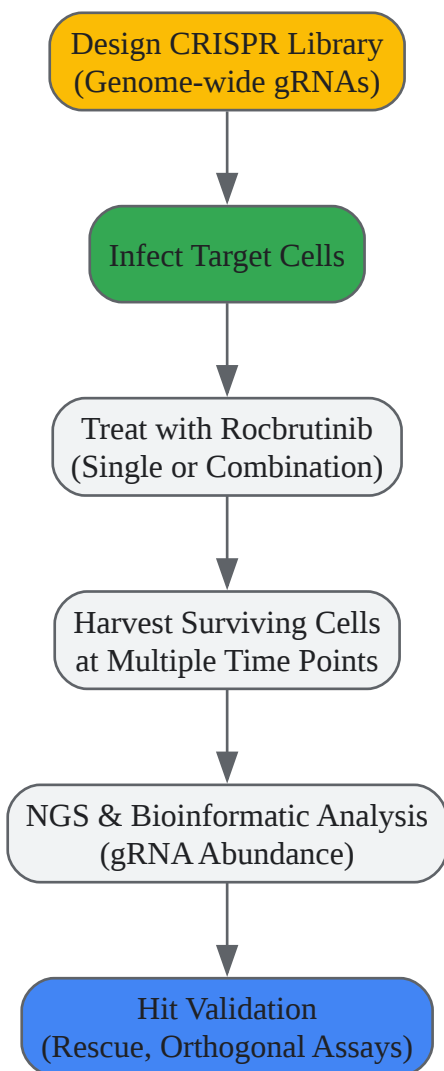 Design CRISPR Library
(Genome-wide gRNAs)
Infect Target Cells
Treat with Rocbrutinib
(Single or Combination)
Harvest Surviving Cells
at Multiple Time Points
NGS & Bioinformatic Analysis
(gRNA Abundance)
Hit Validation
(Rescue, Orthogonal Assays)